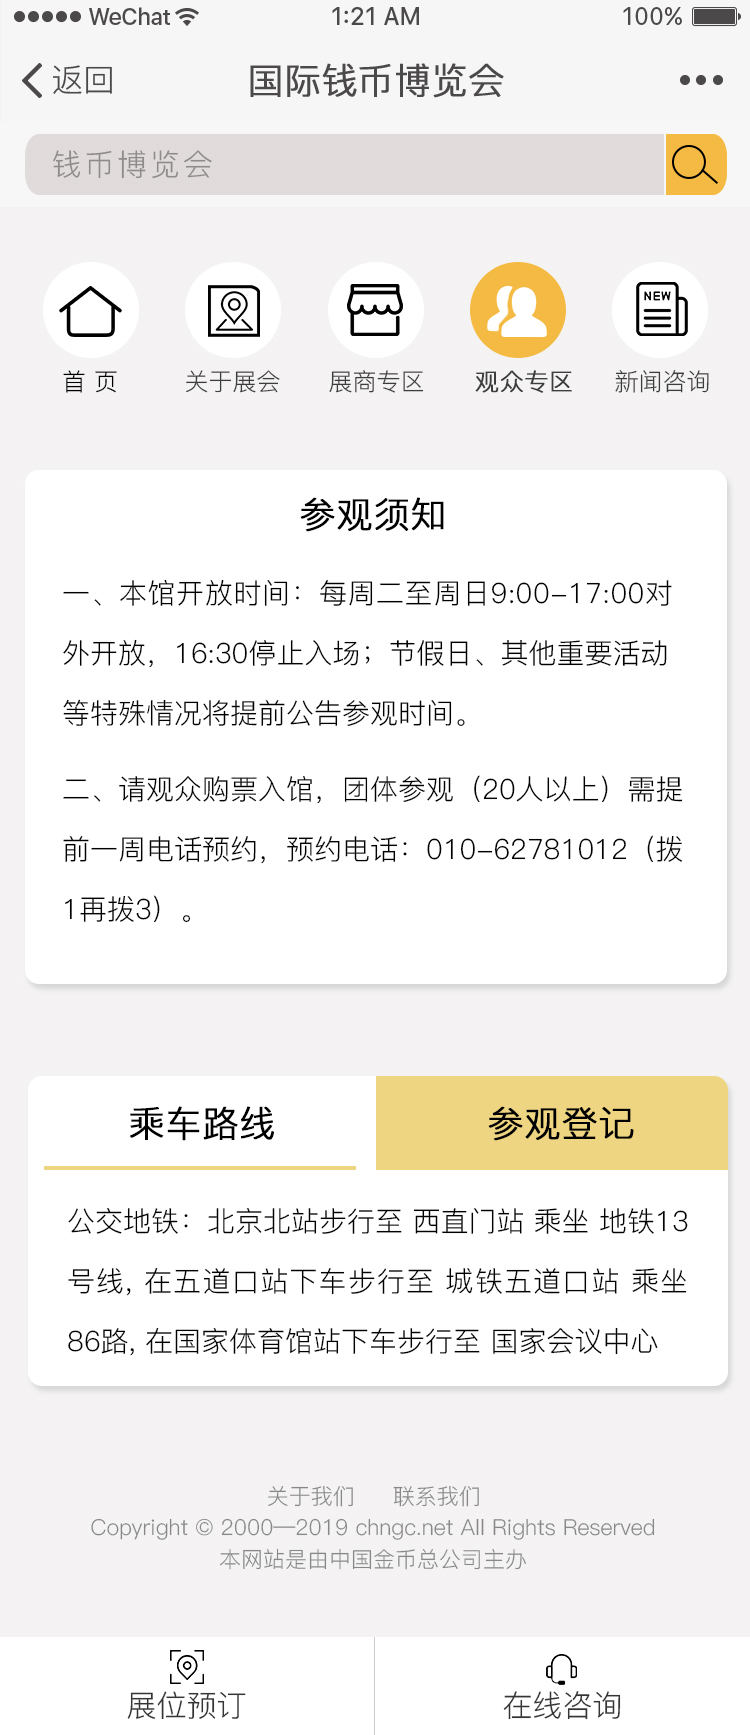 WeChat 1:21 AM 100%
返回 国际钱币博览会
钱币博览会
NEW
首 页 关于展会 展商专区 观众专区 新闻咨询
参观须知
一、本馆开放时间：每周二至周日9:00-17:00对
外开放，16:30停止入场；节假日、其他重要活动
等特殊情况将提前公告参观时间。
二、请观众购票入馆，团体参观（20人以上）需提
前一周电话预约，预约电话：010-62781012（拨
1再拨3）。
乘车路线 参观登记
公交地铁：北京北站步行至 西直门站 乘坐 地铁13
号线, 在五道口站下车步行至 城铁五道口站 乘坐
86路, 在国家体育馆站下车步行至 国家会议中心
关于我们 联系我们
Copyright © 2000—2019 chngc.net All Rights Reserved
本网站是由中国金币总公司主办
展位预订 在线咨询